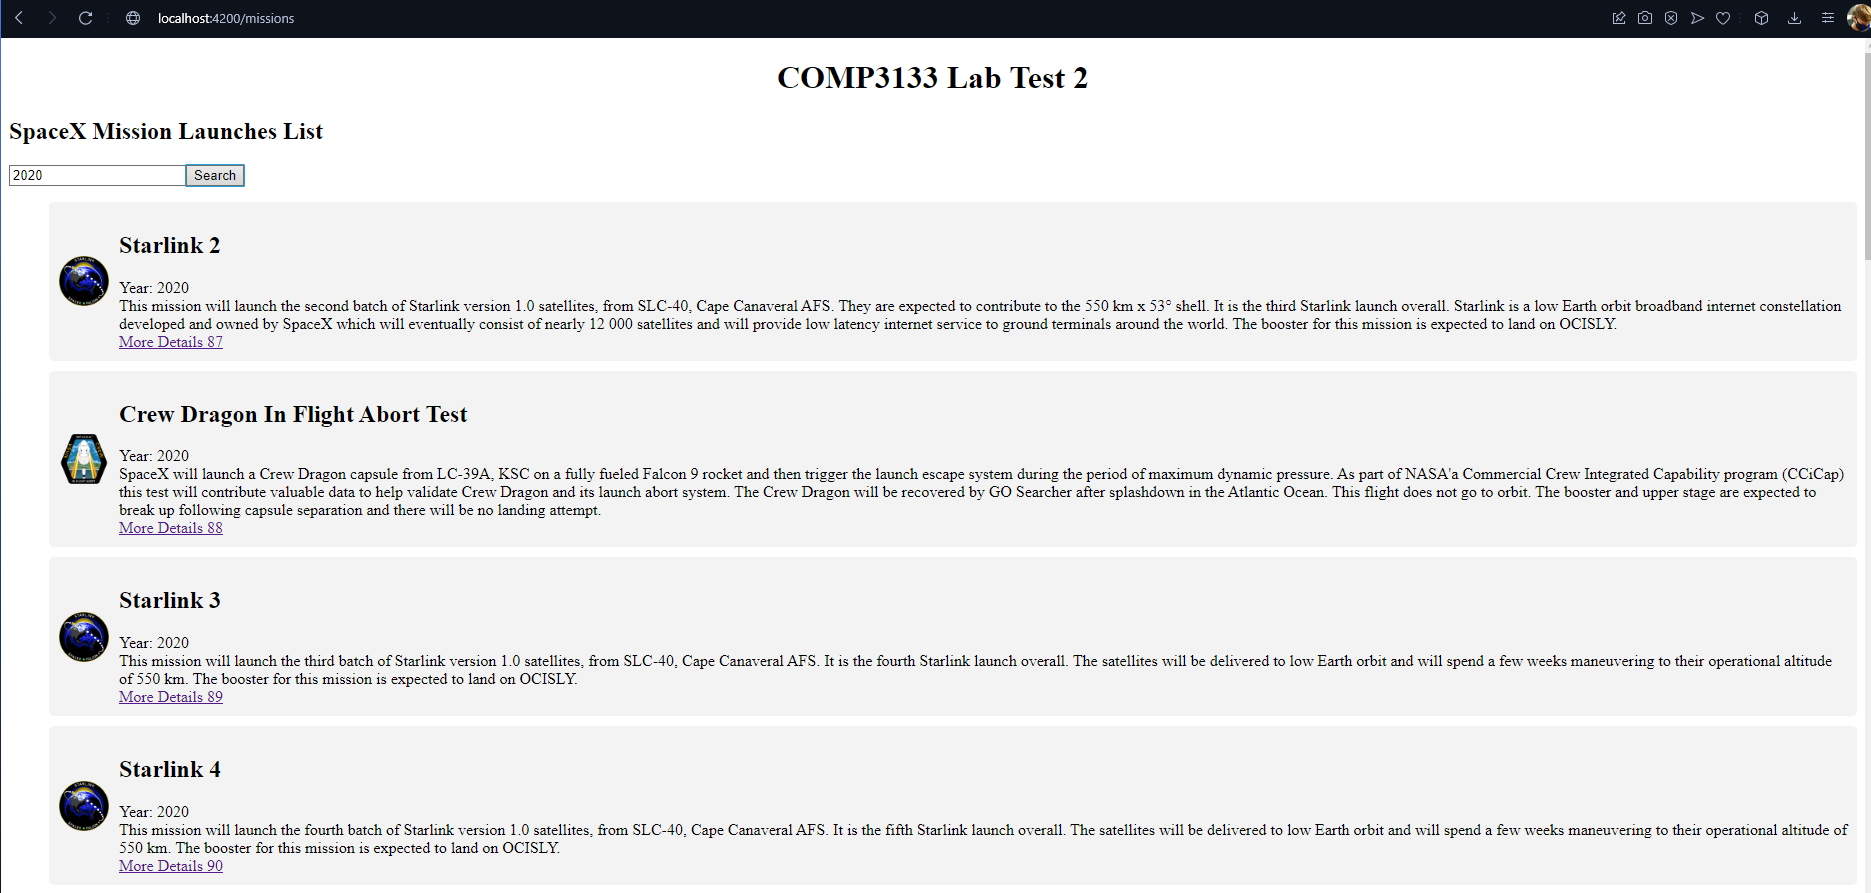 localhost:4200/missions
COMP3133 Lab Test 2
SpaceX Mission Launches List
2020
Search
Starlink 2
Year: 2020
This mission will launch the second batch of Starlink version 1.0 satellites, from SLC-40, Cape Canaveral AFS. They are expected to contribute to the 550 km x 53° shell. It is the third Starlink launch overall. Starlink is a low Earth orbit broadband internet constellation
developed and owned by SpaceX which will eventually consist of nearly 12 000 satellites and will provide low latency internet service to ground terminals around the world. The booster for this mission is expected to land on OCISLY.
More Details 87
Crew Dragon In Flight Abort Test
Year: 2020
SpaceX will launch a Crew Dragon capsule from LC-39A, KSC on a fully fueled Falcon 9 rocket and then trigger the launch escape system during the period of maximum dynamic pressure. As part of NASA'a Commercial Crew Integrated Capability program (CCiCap)
this test will contribute valuable data to help validate Crew Dragon and its launch abort system. The Crew Dragon will be recovered by GO Searcher after splashdown in the Atlantic Ocean. This flight does not go to orbit. The booster and upper stage are expected to
break up following capsule separation and there will be no landing attempt.
More Details 88
Starlink 3
Year: 2020
This mission will launch the third batch of Starlink version 1.0 satellites, from SLC-40, Cape Canaveral AFS. It is the fourth Starlink launch overall. The satellites will be delivered to low Earth orbit and will spend a few weeks maneuvering to their operational altitude
of 550 km. The booster for this mission is expected to land on OCISLY.
More Details 89
Starlink 4
Year: 2020
This mission will launch the fourth batch of Starlink version 1.0 satellites, from SLC-40, Cape Canaveral AFS. It is the fifth Starlink launch overall. The satellites will be delivered to low Earth orbit and will spend a few weeks maneuvering to their operational altitude of
550 km. The booster for this mission is expected to land on OCISLY.
More Details 90